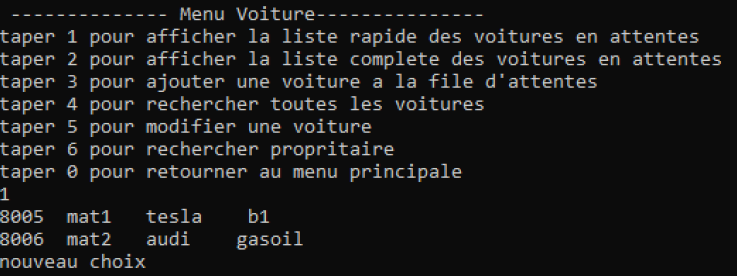 -------------- Menu Voiture---------------
taper 1 pour afficher la liste rapide des voitures en attentes
taper 2 pour afficher la liste complete des voitures en attentes
taper 3 pour ajouter une voiture a la file d'attentes
taper 4 pour rechercher toutes les voitures
taper 5 pour modifier une voiture
taper 6 pour rechercher propritaire
taper 0 pour retourner au menu principale
1
8005  mat1   tesla    b1
8006  mat2   audi    gasoil
nouveau choix